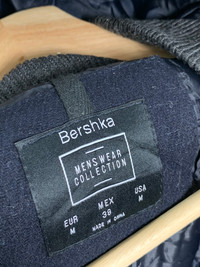 Bershka
MENSWEAR
COLLECTION
EUR MEX USA
M 38 M
MADE IN CHINA